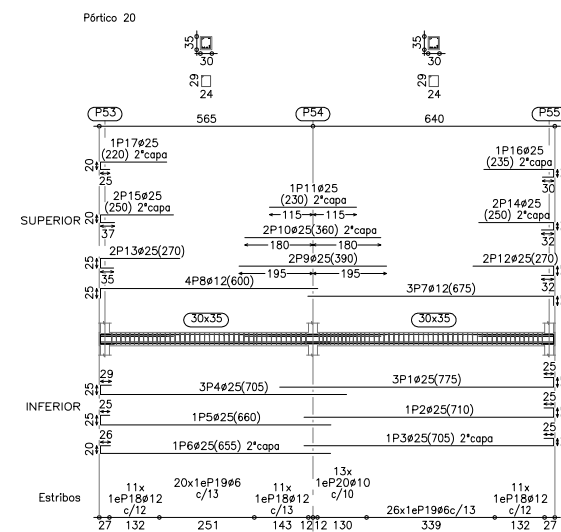 Pórtico 20
35
30
35
30
29
24
29
24
P53
P54
P55
565
640
1P17ø25
(220) 2ªcapa
20
25
1P16ø25
(235) 2ªcapa
30
1P11ø25
(230) 2ªcapa
115
115
SUPERIOR
2P15ø25
(250) 2ªcapa
20
37
2P14ø25
(250) 2ªcapa
32
2P10ø25(360) 2ªcapa
180
180
2P13ø25(270)
25
35
2P9ø25(390)
195
195
2P12ø25(270)
32
4P8ø12(600)
25
3P7ø12(675)
30x35
30x35
INFERIOR
29
25
3P4ø25(705)
3P1ø25(775)
25
25
25
1P5ø25(660)
1P2ø25(710)
25
26
20
1P6ø25(655) 2ªcapa
1P3ø25(705) 2ªcapa
25
Estribos
11x
1eP18ø12
c/12
20x1eP19ø6
c/13
11x
1eP18ø12
c/13
13x
1eP20ø10
c/10
26x1eP19ø6c/13
11x
1eP18ø12
c/12
27
132
251
143
12
12
130
339
132
27